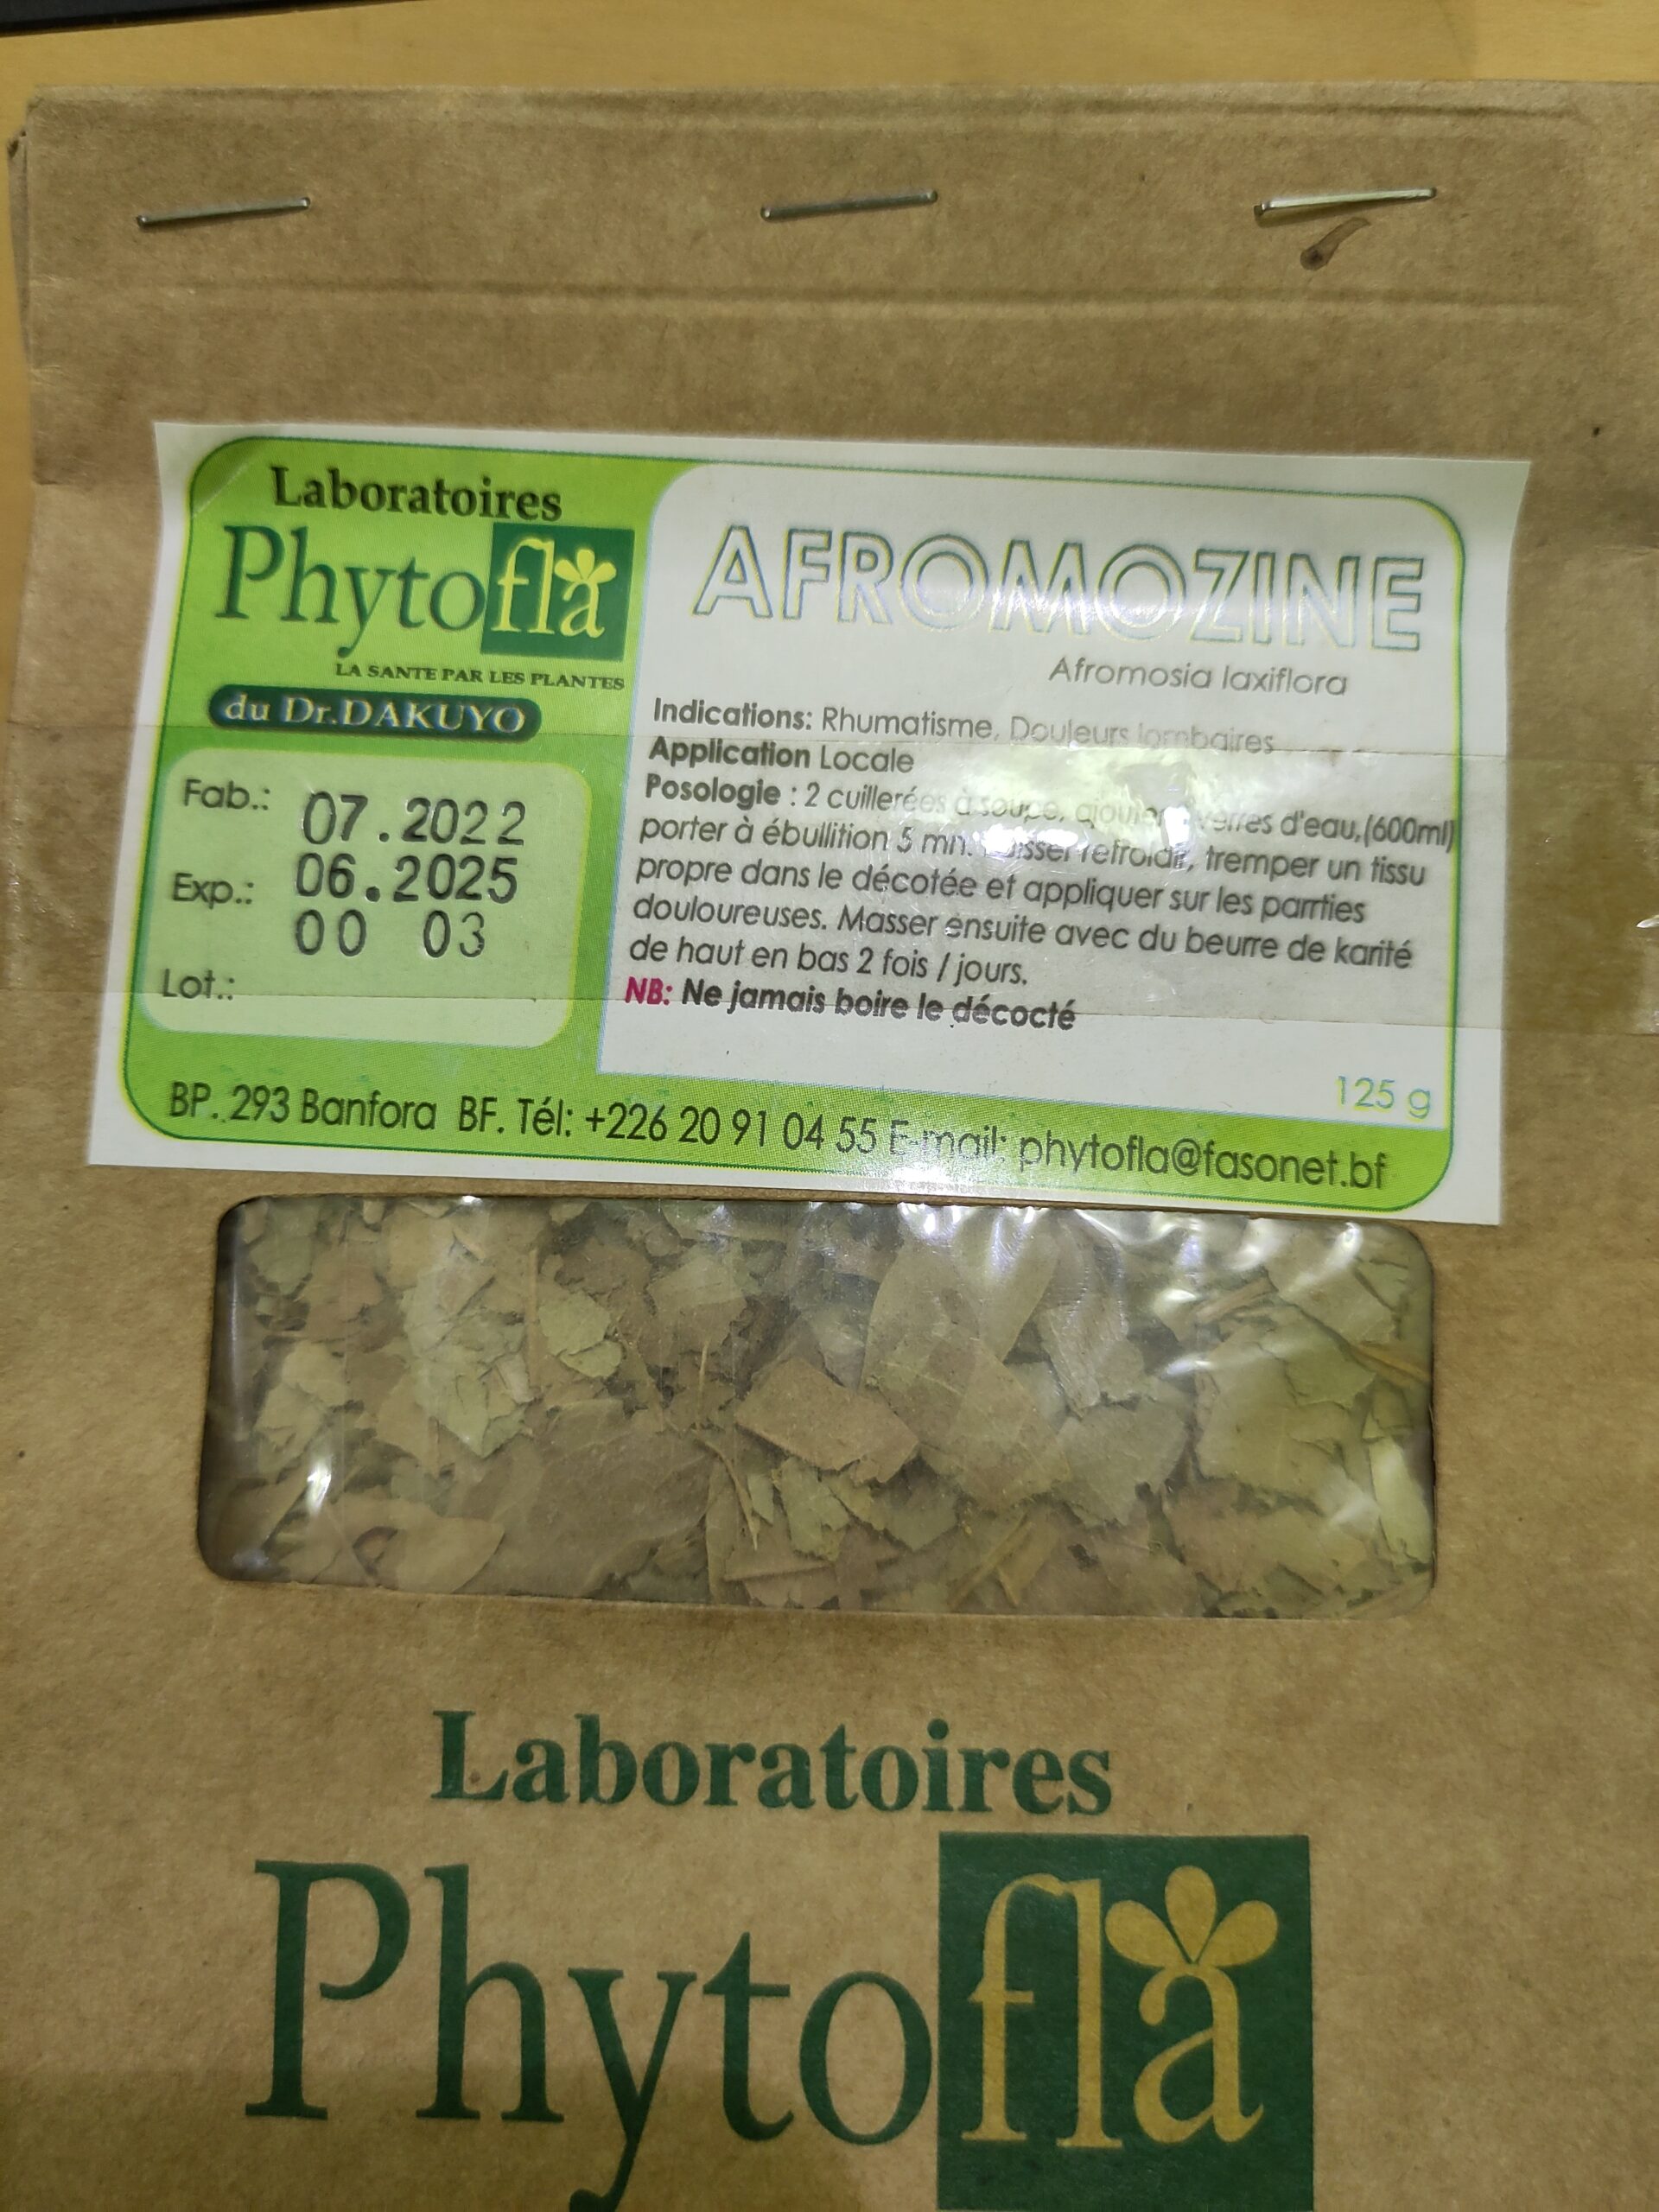 Laboratoires
Phytofla
LA SANTE PAR LES PLANTES
du Dr.DAKUYO
Fab.: 07.2022
Exp.: 06.2025
00 03
Lot.:
AFROMOZINE
Afromosia laxiflora
Indications: Rhumatisme, Douleurs lombaires
Application Locale
Posologie : 2 cuillerées à soupe, ajouter verres d'eau,(600ml)
porter à ébullition 5 mn. Laisser refroidir, tremper un tissu
propre dans le décotée et appliquer sur les parrties
douloureuses. Masser ensuite avec du beurre de karité
de haut en bas 2 fois / jours.
NB: Ne jamais boire le décocté
125 g
BP. 293 Banfora BF. Tél: +226 20 91 04 55 E-mail: phytofla@fasonet.bf
Laboratoires
Phytofla